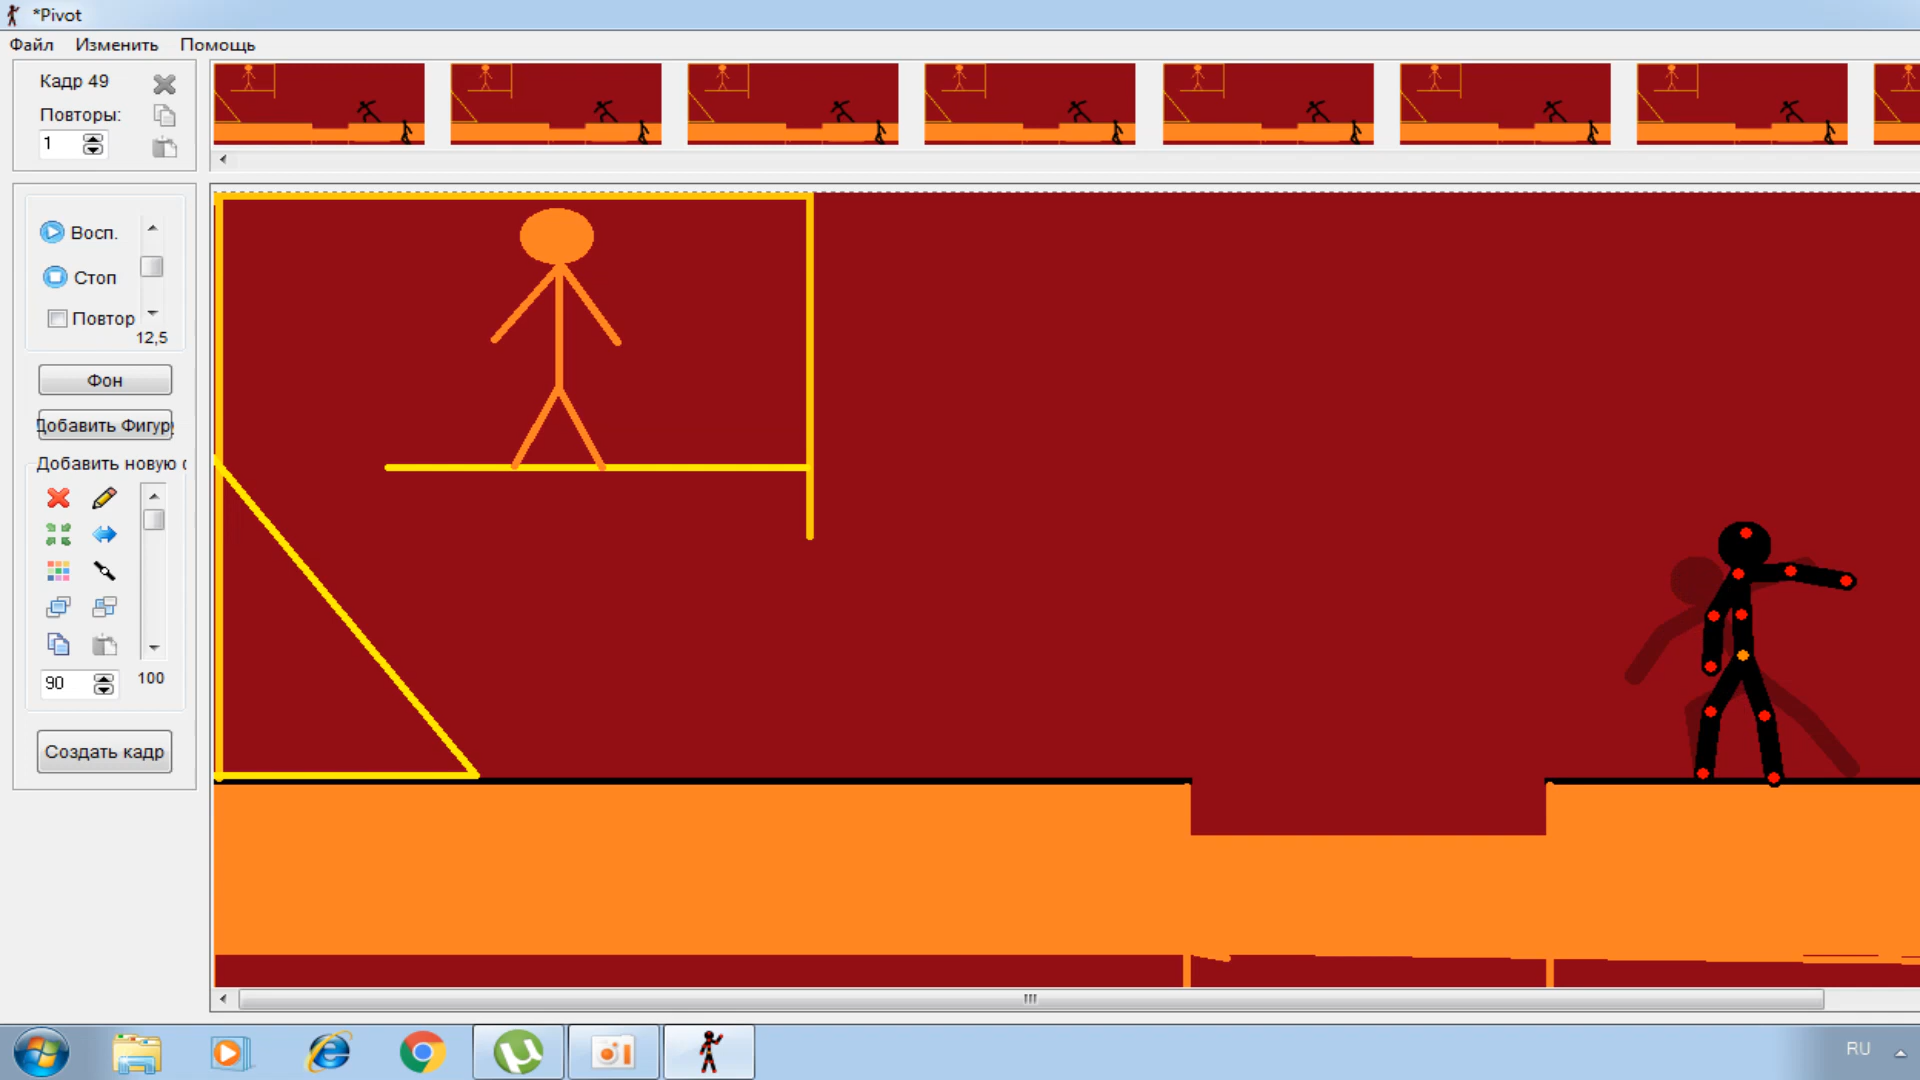 *Pivot
Файл Изменить Помощь
Кадр 49
Повторы:
1
Восп.
Стоп
Повтор
12,5
Фон
Добавить Фигур
Добавить новую
90
100
Создать кадр
RU